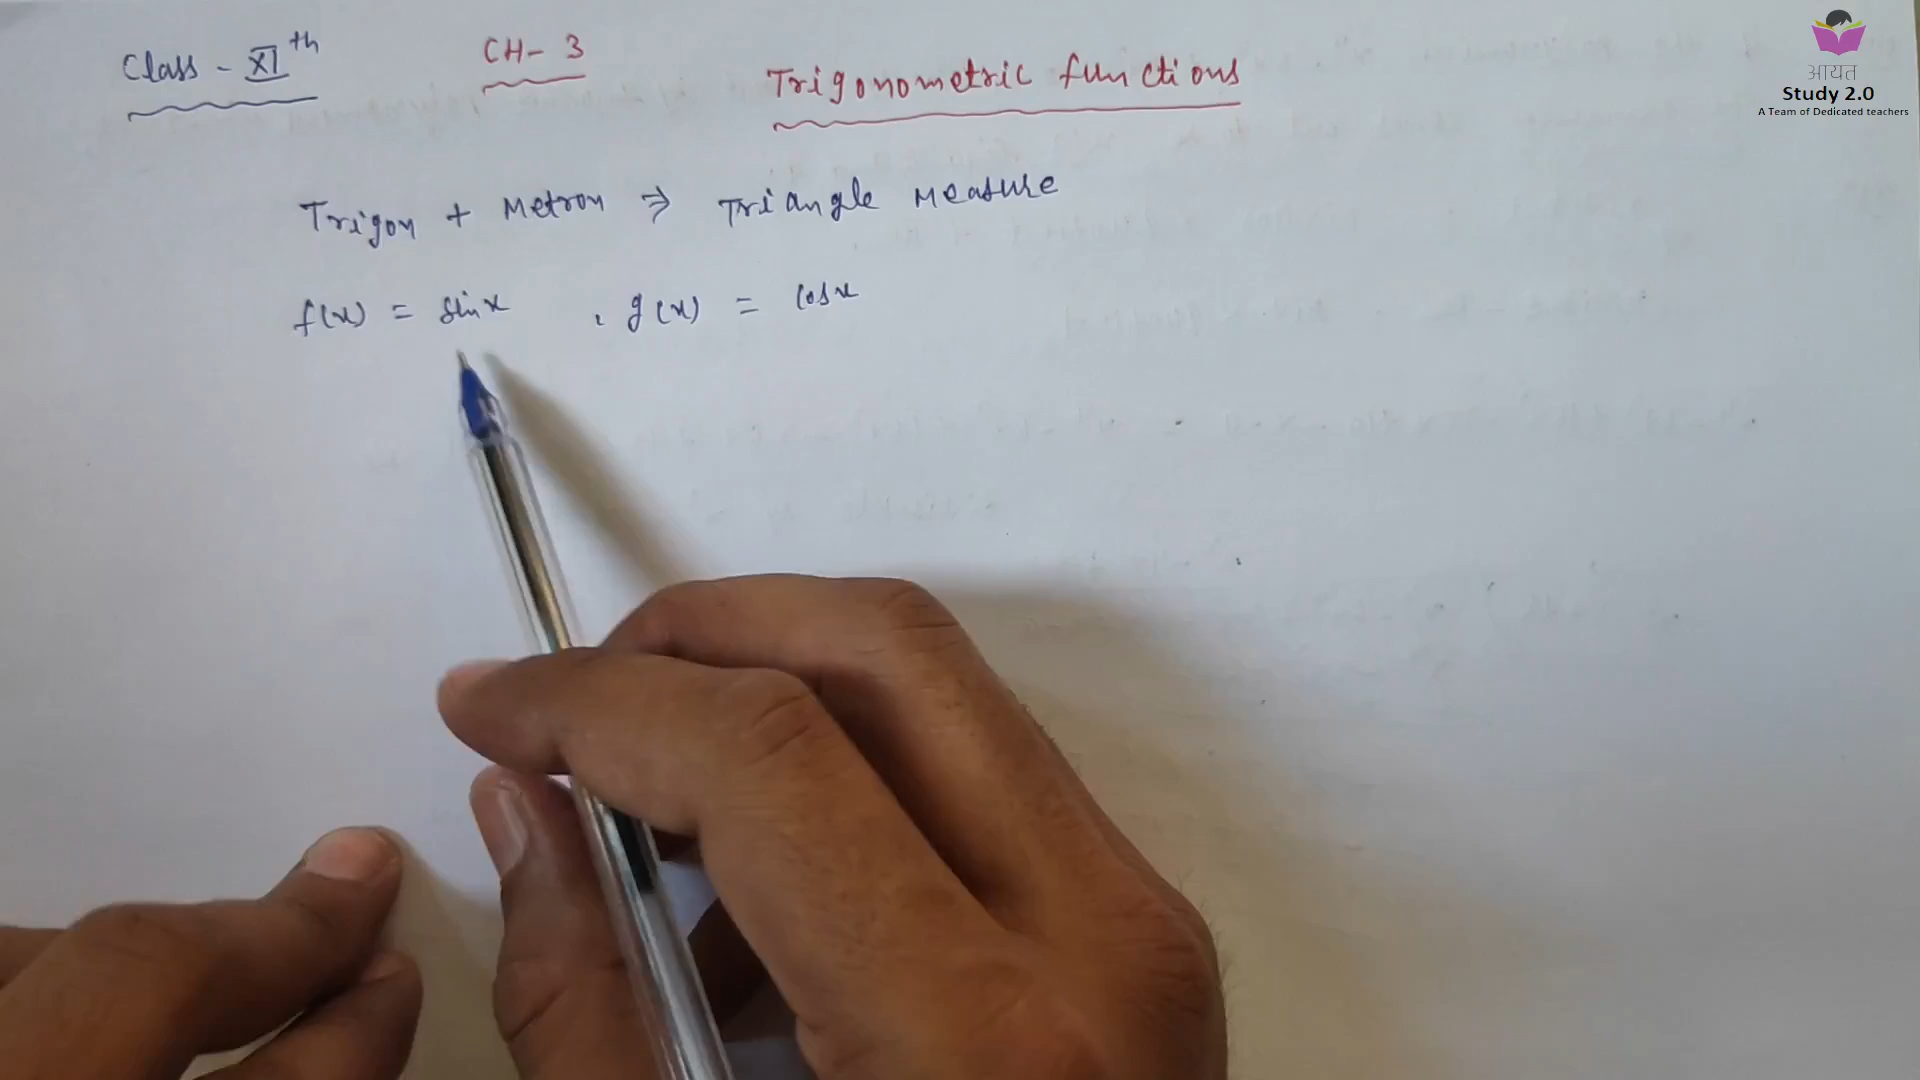 Class - XI th CH- 3 Trigonometric functions
Trigon + Metron ⇒ Triangle Measure
f(x) = sin x , g(x) = cos x
आयत
Study 2.0
A Team of Dedicated teachers